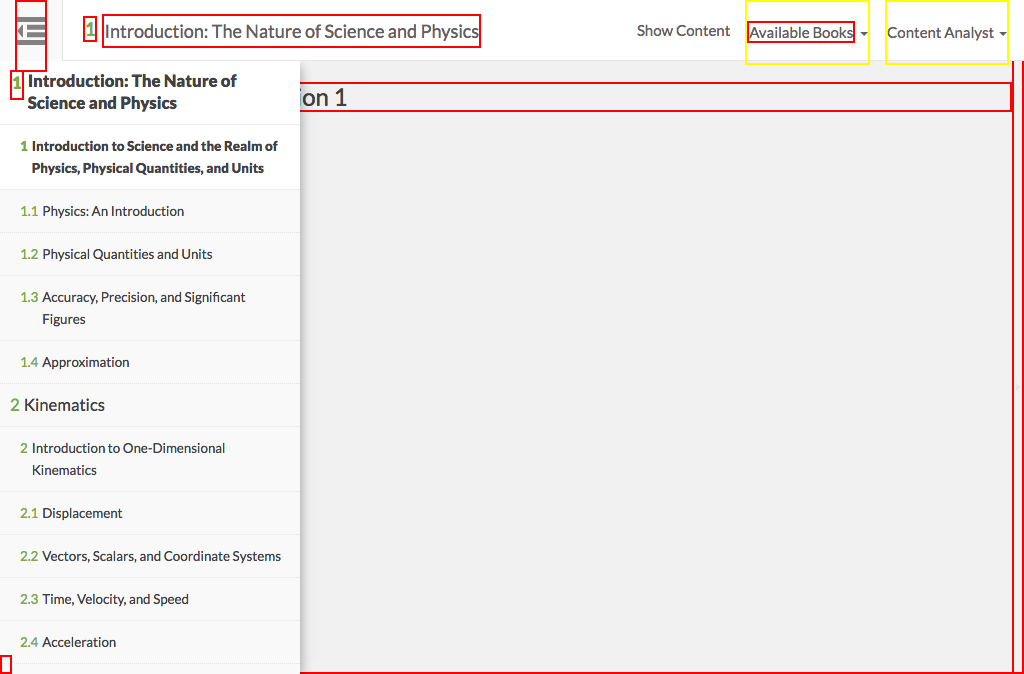 1 Introduction: The Nature of Science and Physics
Show Content
Available Books
Content Analyst
1 Introduction: The Nature of
Science and Physics
on 1
1 Introduction to Science and the Realm of
Physics, Physical Quantities, and Units
1.1 Physics: An Introduction
1.2 Physical Quantities and Units
1.3 Accuracy, Precision, and Significant
Figures
1.4 Approximation
2 Kinematics
2 Introduction to One-Dimensional
Kinematics
2.1 Displacement
2.2 Vectors, Scalars, and Coordinate Systems
2.3 Time, Velocity, and Speed
2.4 Acceleration